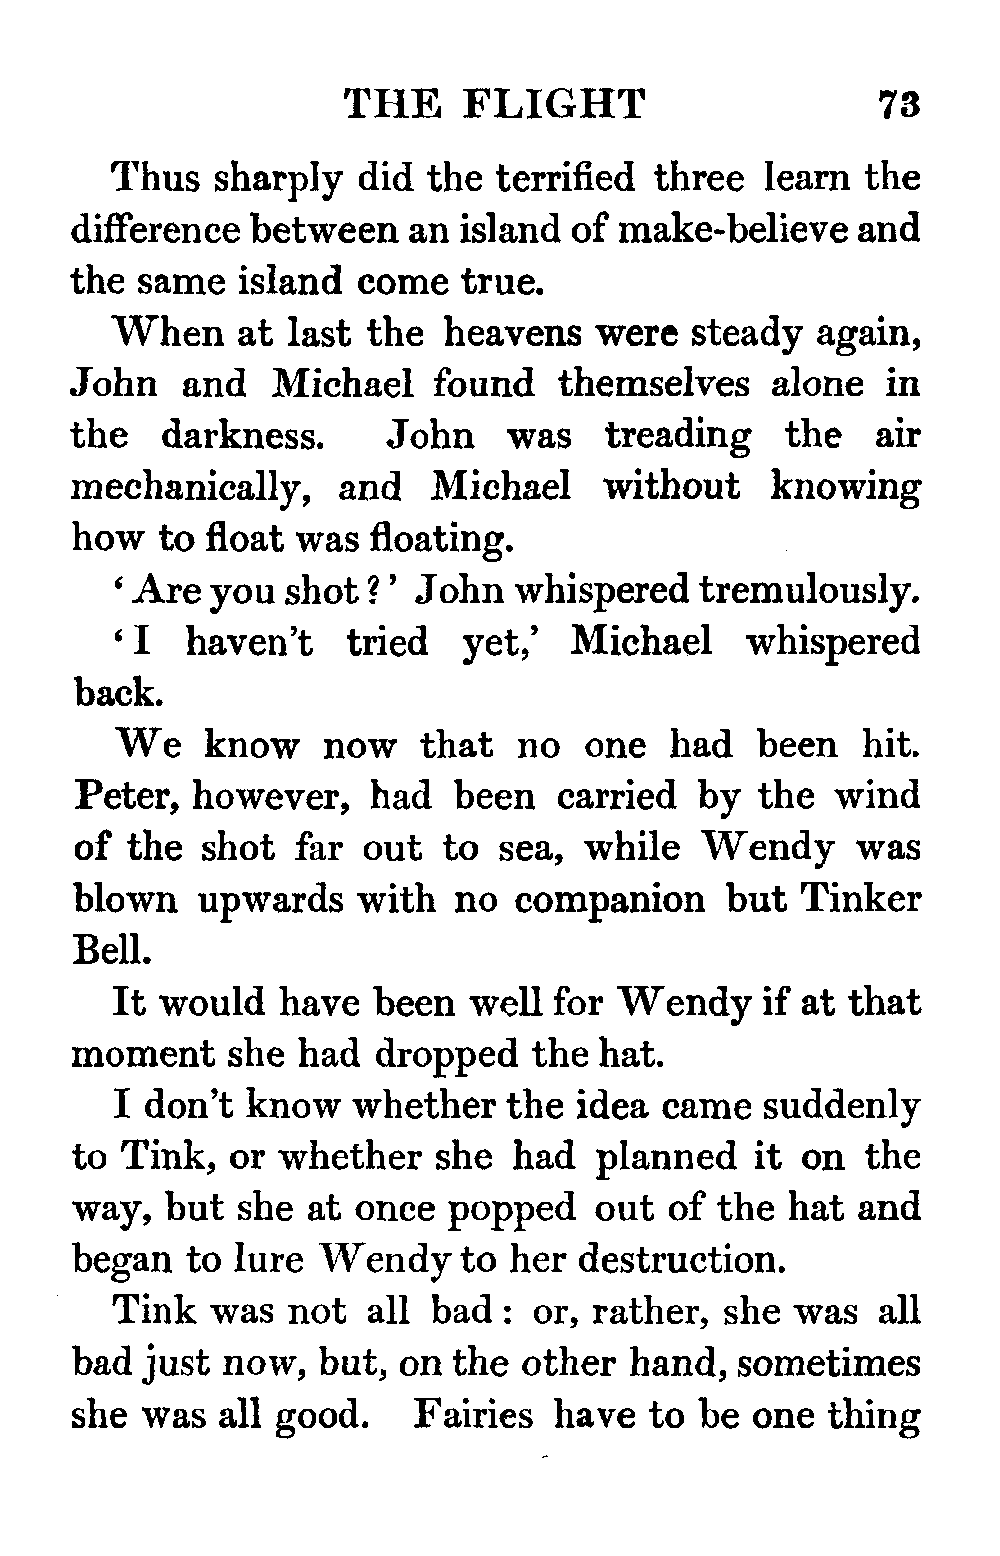 THE FLIGHT 73
Thus sharply did the terrified three learn the
difference between an island of make-believe and
the same island come true.
When at last the heavens were steady again,
John and Michael found themselves alone in
the darkness. John was treading the air
mechanically, and Michael without knowing
how to float was floating.
‘ Are you shot ? ’ John whispered tremulously.
‘ I haven’t tried yet,’ Michael whispered
back.
We know now that no one had been hit.
Peter, however, had been carried by the wind
of the shot far out to sea, while Wendy was
blown upwards with no companion but Tinker
Bell.
It would have been well for Wendy if at that
moment she had dropped the hat.
I don’t know whether the idea came suddenly
to Tink, or whether she had planned it on the
way, but she at once popped out of the hat and
began to lure Wendy to her destruction.
Tink was not all bad : or, rather, she was all
bad just now, but, on the other hand, sometimes
she was all good. Fairies have to be one thing